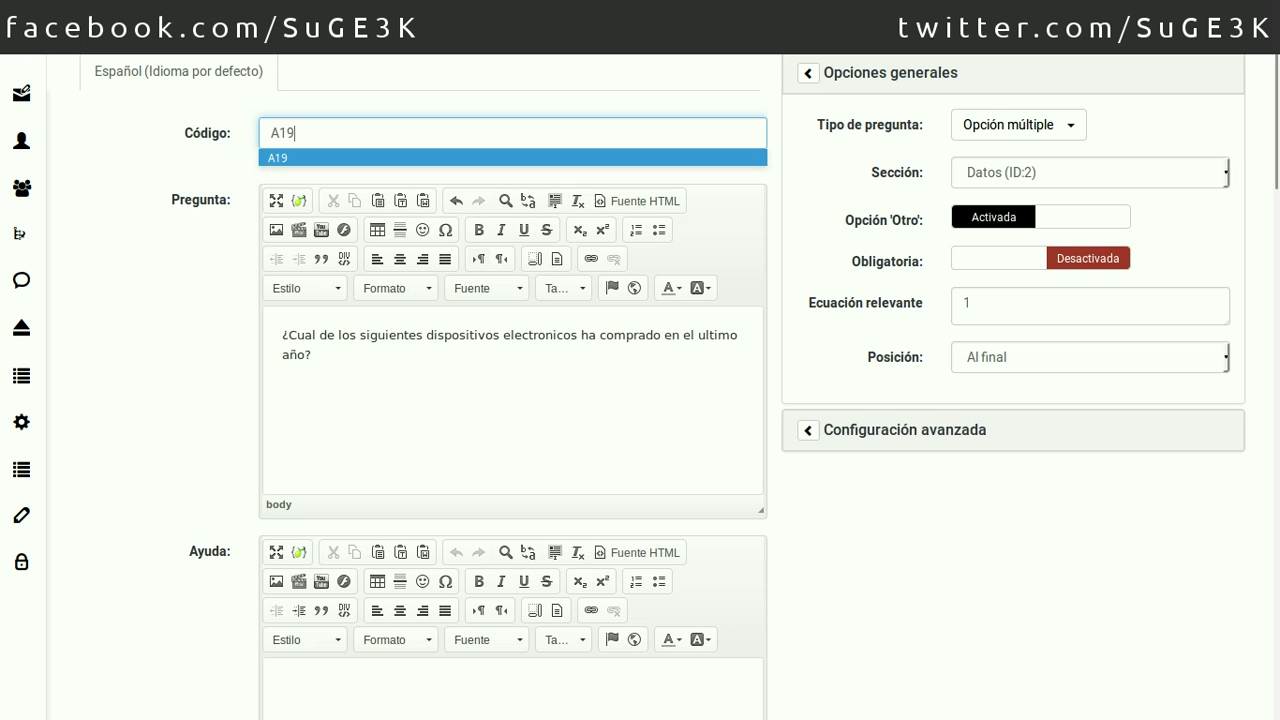 facebook.com/SuGE3K
twitter.com/SuGE3K
Español (Idioma por defecto)
Código:
A19
A19
Pregunta:
Fuente HTML
Estilo
Formato
Fuente
Ta...
¿Cual de los siguientes dispositivos electronicos ha comprado en el ultimo
año?
body
Ayuda:
Fuente HTML
Estilo
Formato
Fuente
Ta...
Opciones generales
Tipo de pregunta:
Opción múltiple
Sección:
Datos (ID:2)
Opción 'Otro':
Activada
Obligatoria:
Desactivada
Ecuación relevante
1
Posición:
Al final
Configuración avanzada